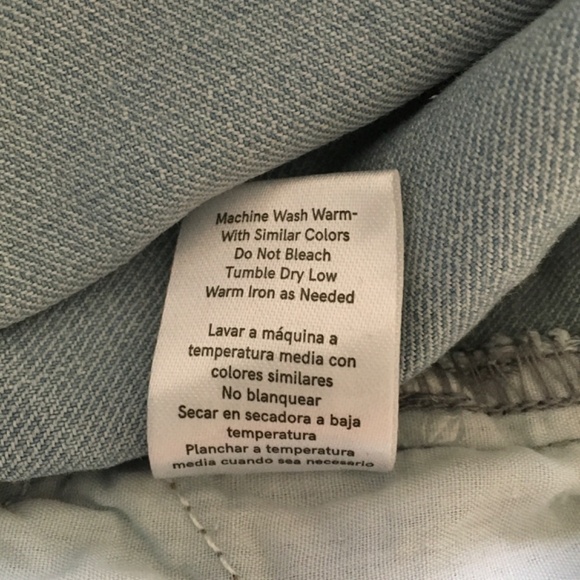 Machine Wash Warm-
With Similar Colors
Do Not Bleach
Tumble Dry Low
Warm Iron as Needed
Lavar a máquina a
temperatura media con
colores similares
No blanquear
Secar en secadora a baja
temperatura
Planchar a temperatura
media cuando sea necesario